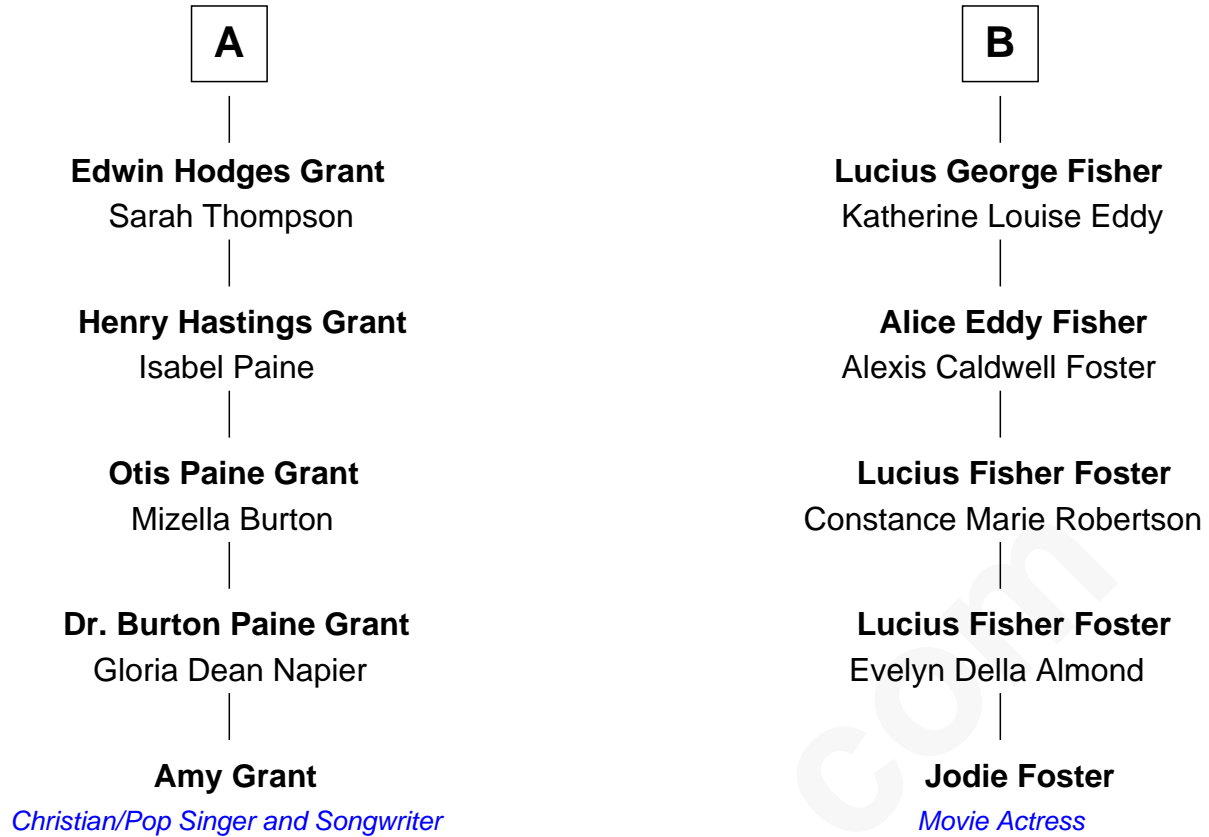 A
Edwin Hodges Grant
Sarah Thompson
Henry Hastings Grant
Isabel Paine
Otis Paine Grant
Mizella Burton
Dr. Burton Paine Grant
Gloria Dean Napier
Amy Grant
Christian/Pop Singer and Songwriter
B
Lucius George Fisher
Katherine Louise Eddy
Alice Eddy Fisher
Alexis Caldwell Foster
Lucius Fisher Foster
Constance Marie Robertson
Lucius Fisher Foster
Evelyn Della Almond
Jodie Foster
Movie Actress
com